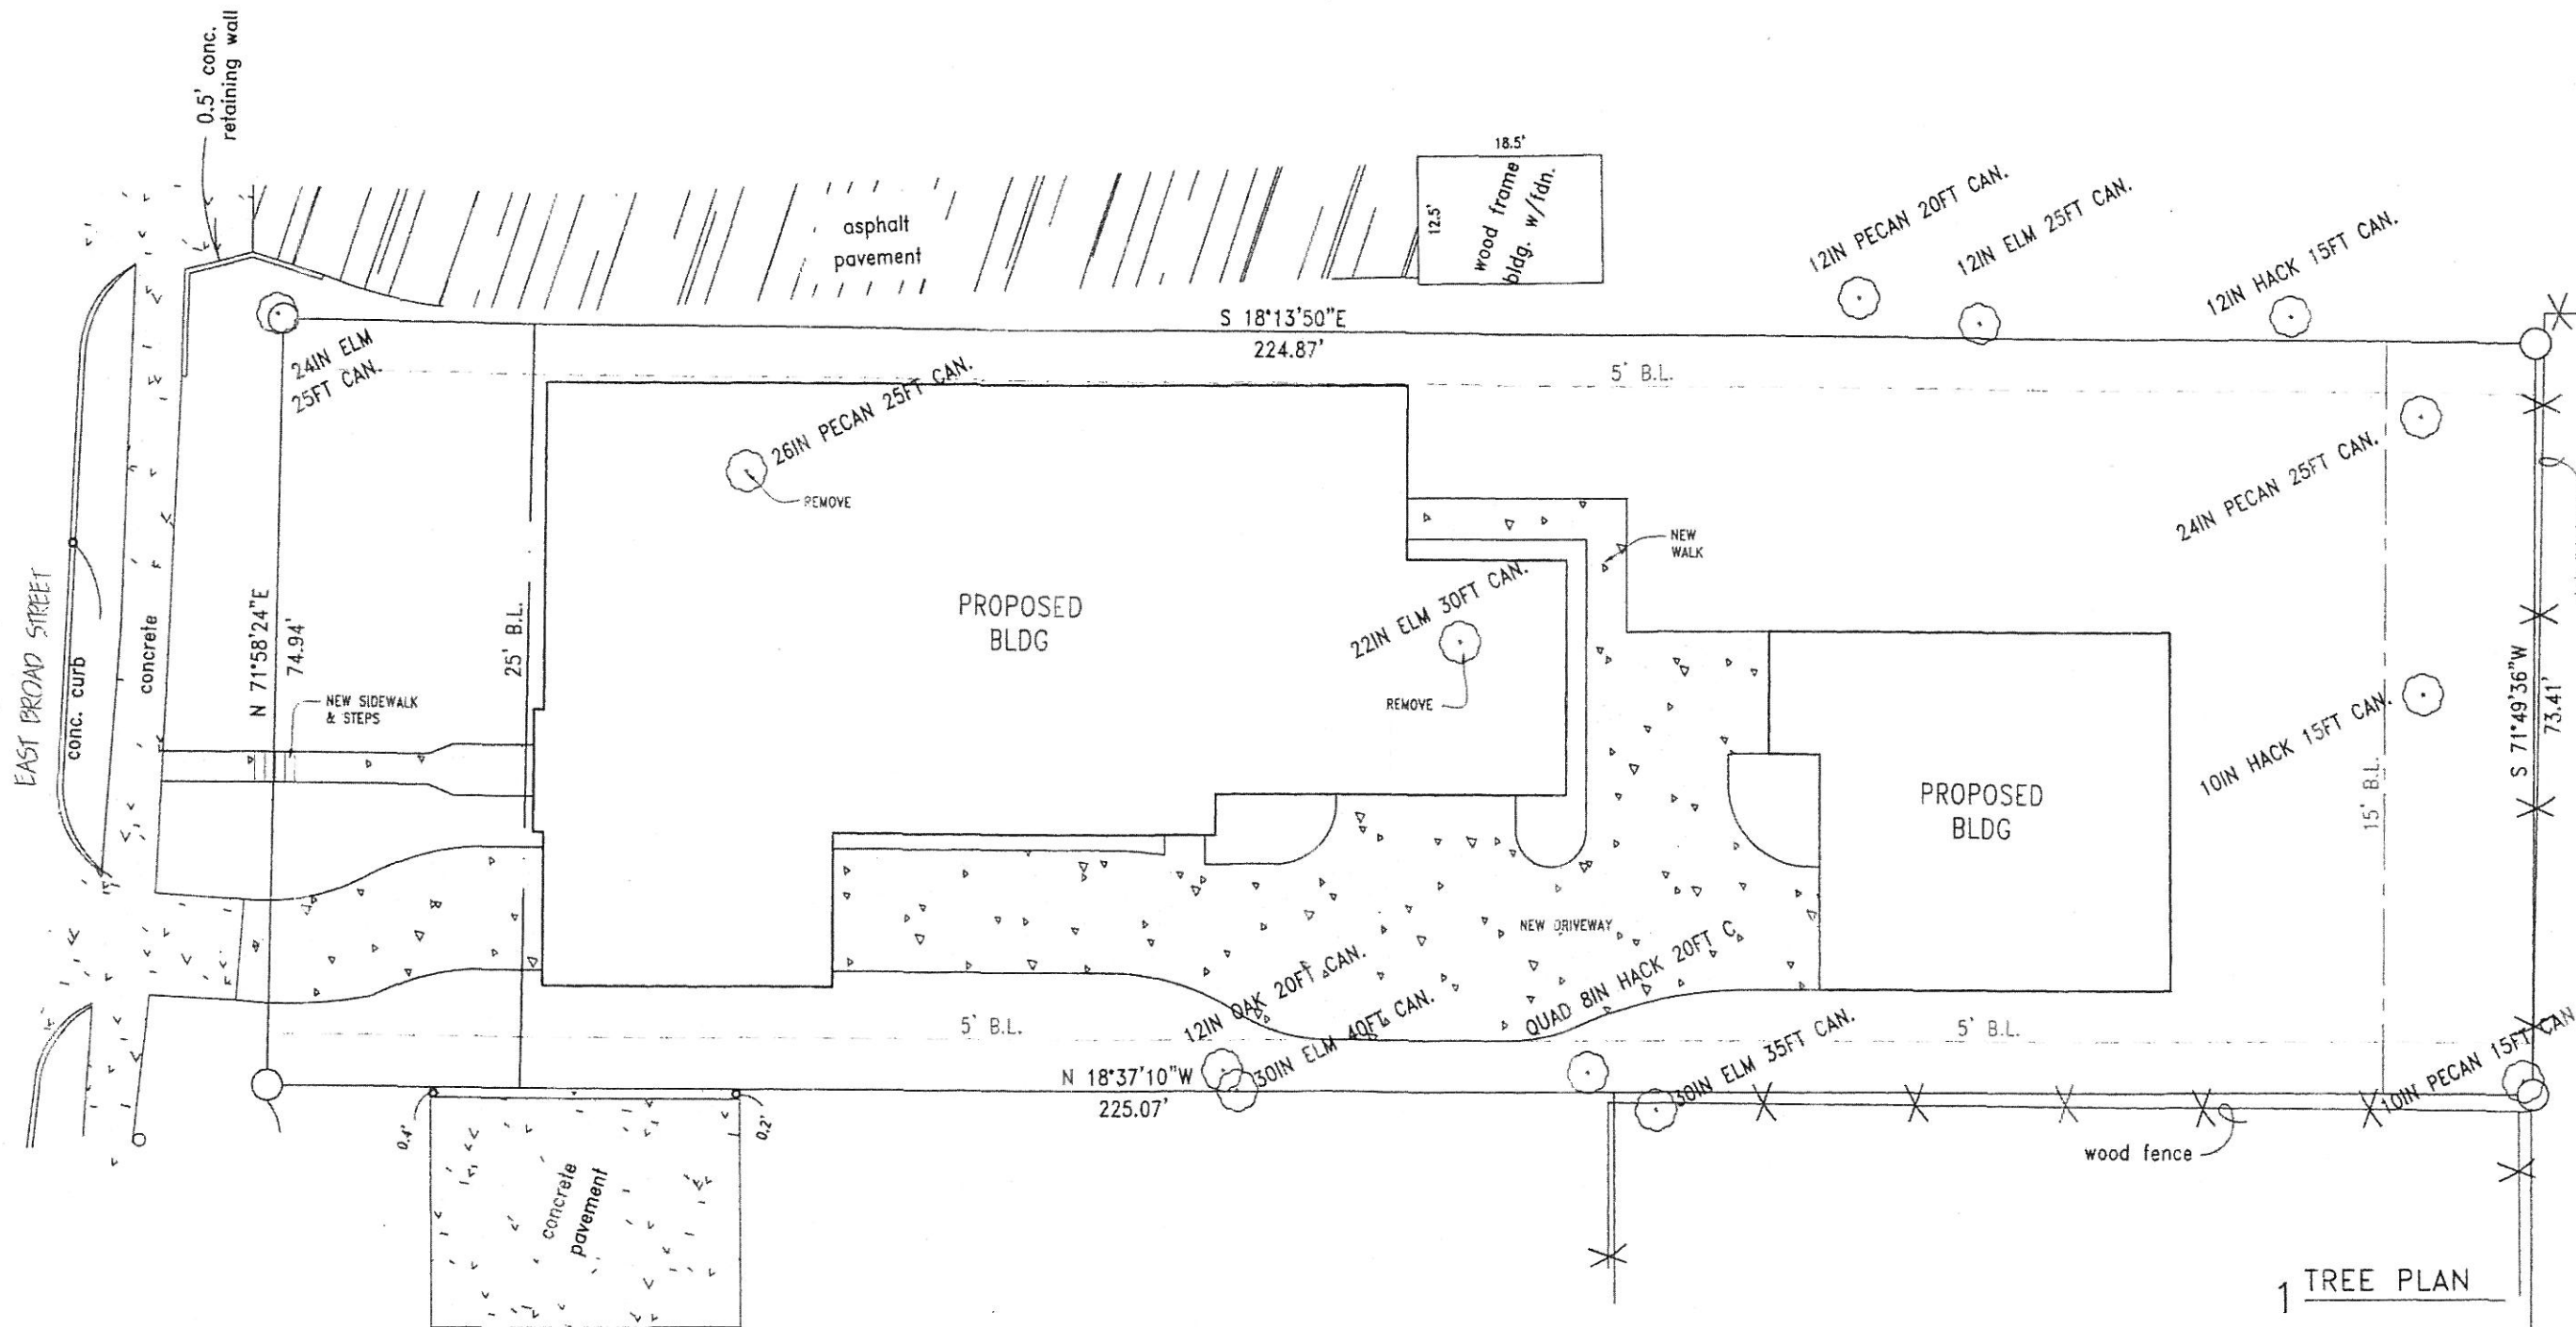 0.5' conc.
retaining wall
18.5'
12.5'
wood frame
bldg. w/fdn.
asphalt
pavement
12IN PECAN 20FT CAN.
12IN ELM 25FT CAN.
12IN HACK 15FT CAN.
S 18°13'50"E
224.87'
24IN ELM
25FT CAN.
5' B.L.
26IN PECAN 25FT CAN.
REMOVE
24IN PECAN 25FT CAN.
NEW
WALK
EAST BROAD STREET
conc. curb
concrete
N 71°58'24"E
74.94'
25' B.L.
PROPOSED
BLDG
22IN ELM 30FT CAN.
REMOVE
NEW SIDEWALK
& STEPS
10IN HACK 15FT CAN.
S 71°49'36"W
73.41'
15' B.L.
PROPOSED
BLDG
NEW DRIVEWAY
12IN OAK 20FT CAN.
30IN ELM 40FT CAN.
QUAD 8IN HACK 20FT C
30IN ELM 35FT CAN.
5' B.L.
5' B.L.
10IN PECAN 15FT CAN
N 18°37'10"W
225.07'
0.4'
0.2'
concrete
pavement
wood fence
1 TREE PLAN